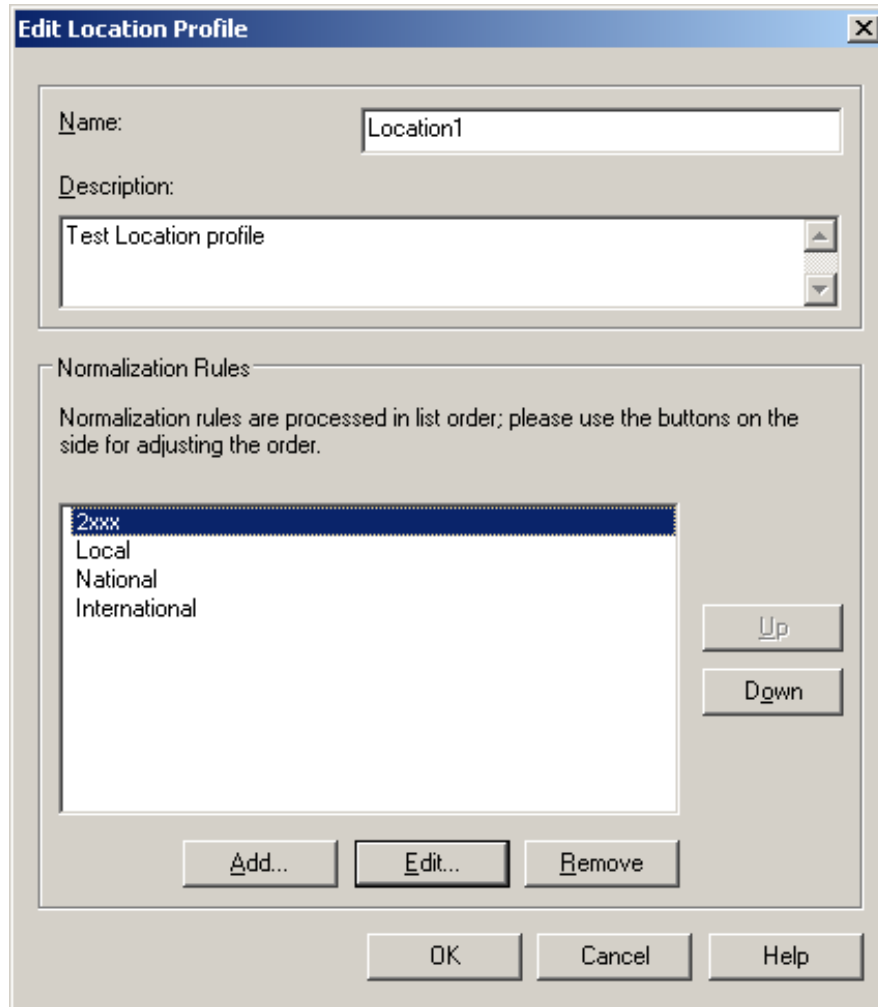 Edit Location Profile
Name:
Location1
Description:
Test Location profile
Normalization Rules
Normalization rules are processed in list order; please use the buttons on the
side for adjusting the order.
2xxx
Local
National
International
Up
Down
Add...
Edit...
Remove
OK
Cancel
Help